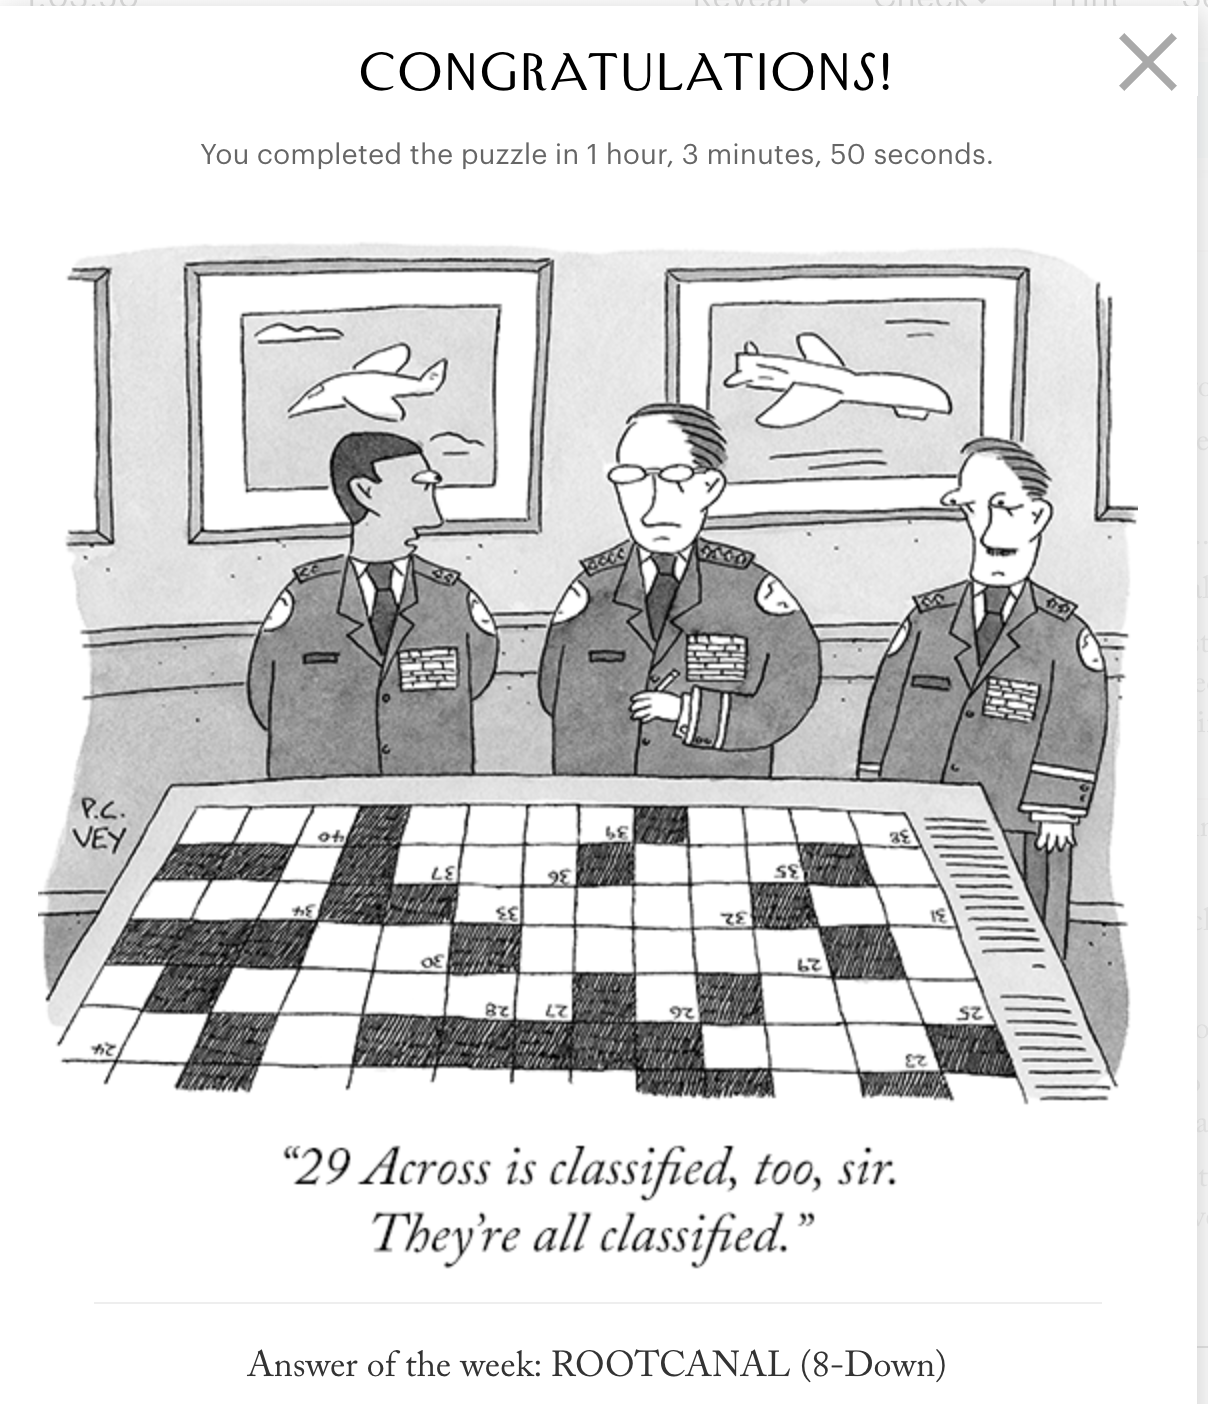 CONGRATULATIONS!
You completed the puzzle in 1 hour, 3 minutes, 50 seconds.
P.C.
VEY
40 39 38
37 36 35
34 33 32 31
30 29
28 27 26 25
24 23
“29 Across is classified, too, sir.
They’re all classified.”
Answer of the week: ROOTCANAL (8-Down)